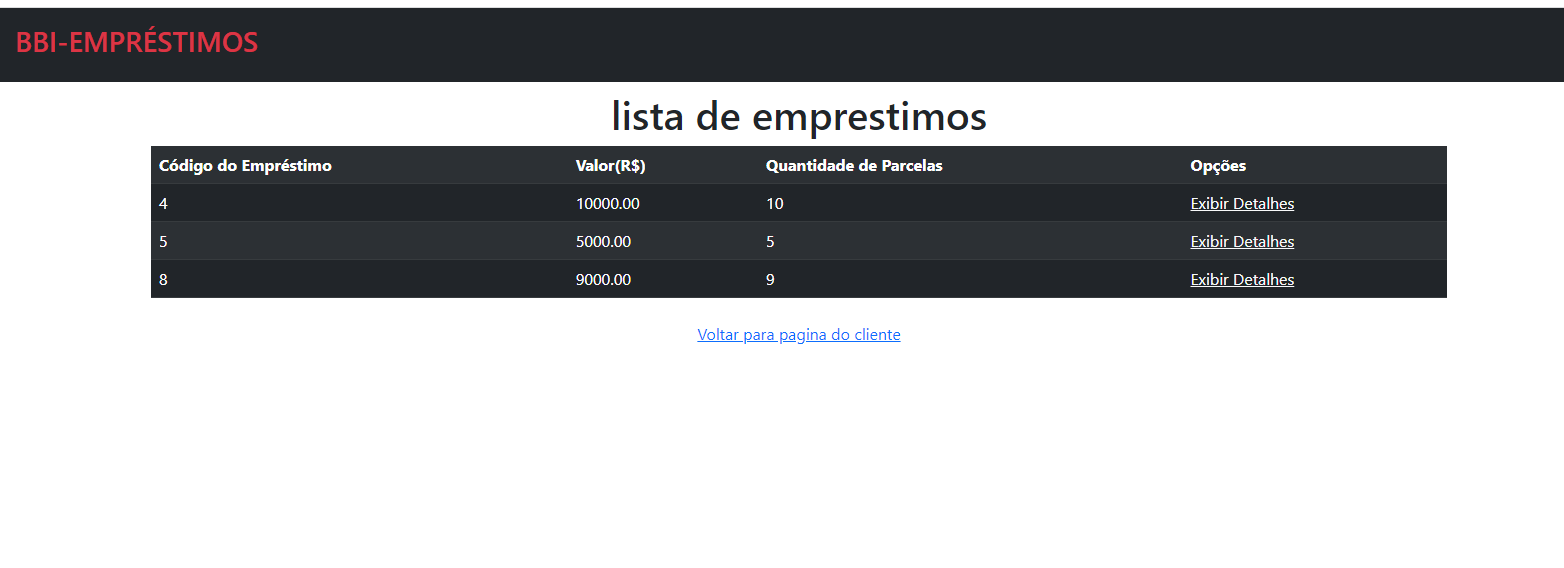 BBI-EMPRÉSTIMOS
lista de emprestimos
Código do Empréstimo Valor(R$) Quantidade de Parcelas Opções
4 10000.00 10 Exibir Detalhes
5 5000.00 5 Exibir Detalhes
8 9000.00 9 Exibir Detalhes
Voltar para pagina do cliente